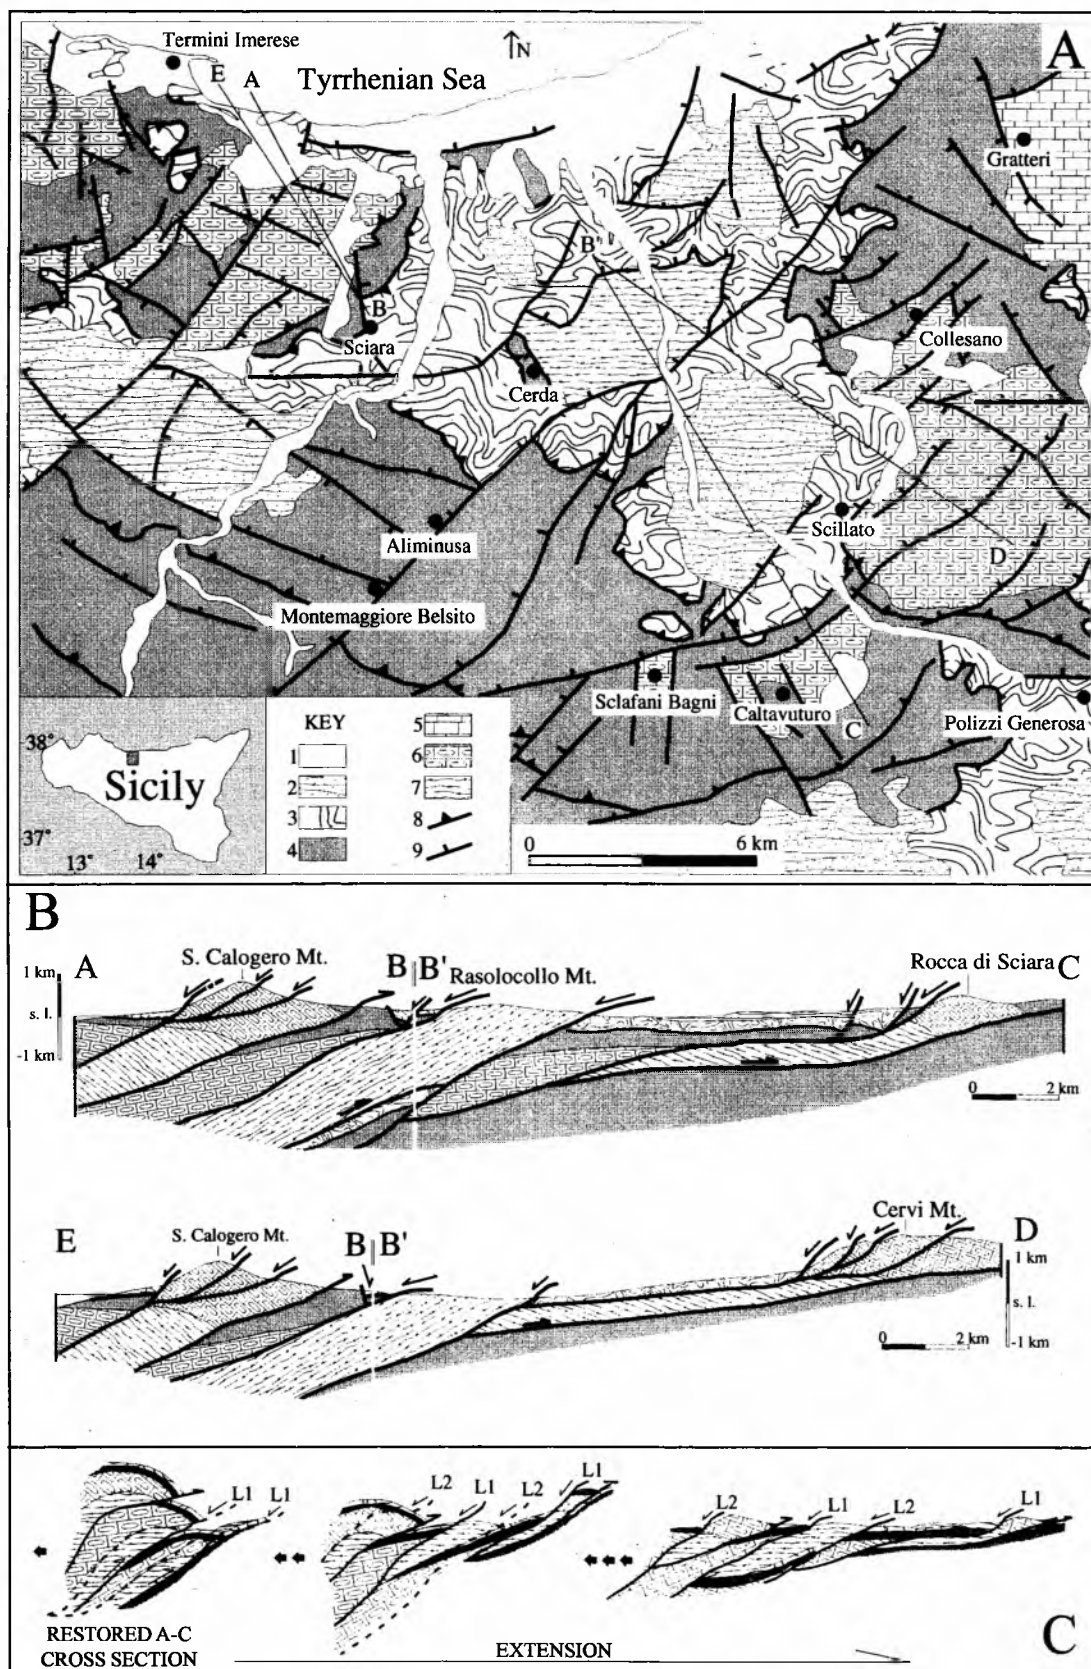 A
Termini Imerese
N
E
A
Tyrrhenian Sea
Gratteri
B'
B
Sciara
Collesano
Cerda
Scillato
Aliminusa
D
Montemaggiore Belsito
Sclafani Bagni
Caltavuturo
C
Polizzi Generosa
38°
Sicily
37°
13° 14°
KEY
1
2
3
4
5
6
7
8
9
0 6 km
B
A
S. Calogero Mt.
B B'
Rasolocollo Mt.
Rocca di Sciara
C
1 km
s. l.
-1 km
0 2 km
E
S. Calogero Mt.
B B'
Cervi Mt.
D
1 km
s. l.
-1 km
0 2 km
L1 L1
L2 L1 L2 L1
L2 L1 L2 L1
RESTORED A-C
CROSS SECTION
EXTENSION
C